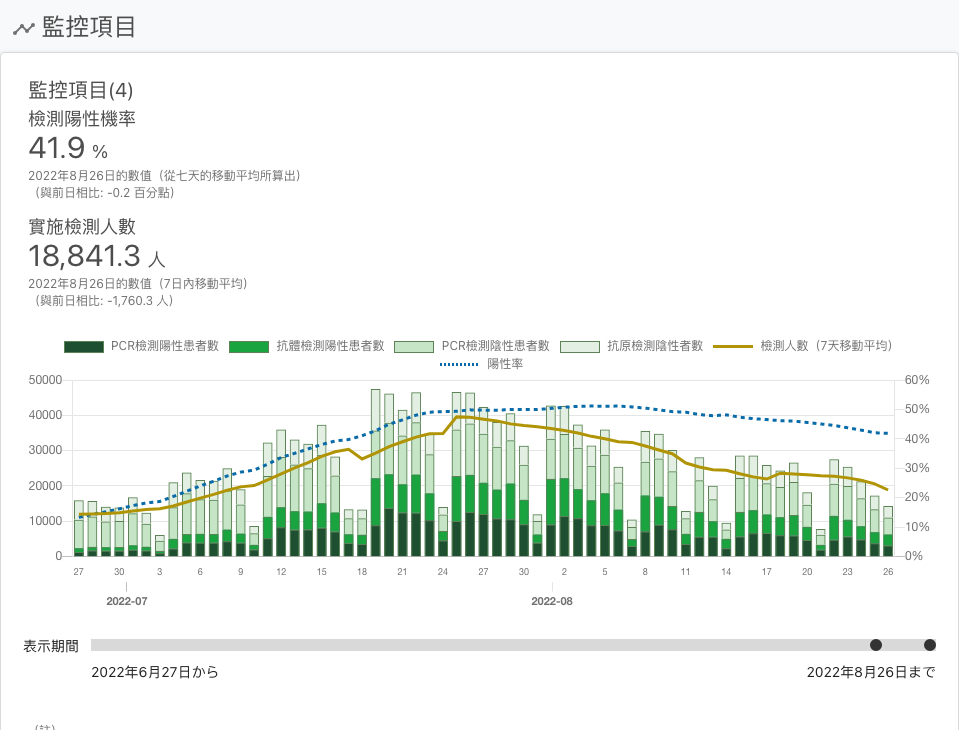 監控項目
監控項目(4)
檢測陽性機率
41.9 %
2022年8月26日的數值（從七天的移動平均所算出）
（與前日相比: -0.2 百分點）
實施檢測人數
18,841.3 人
2022年8月26日的數值（7日內移動平均）
（與前日相比: -1,760.3 人）
PCR檢測陽性患者數 抗體檢測陽性患者數 PCR檢測陰性患者數 抗原檢測陰性者數 檢測人數（7天移動平均）
陽性率
50000 60%
40000 50%
30000 40%
20000 30%
10000 20%
0 10%
0%
27 30 3 6 9 12 15 18 21 24 27 30 2 5 8 11 14 17 20 23 26
2022-07 2022-08
表示期間
2022年6月27日から 2022年8月26日まで
（註）